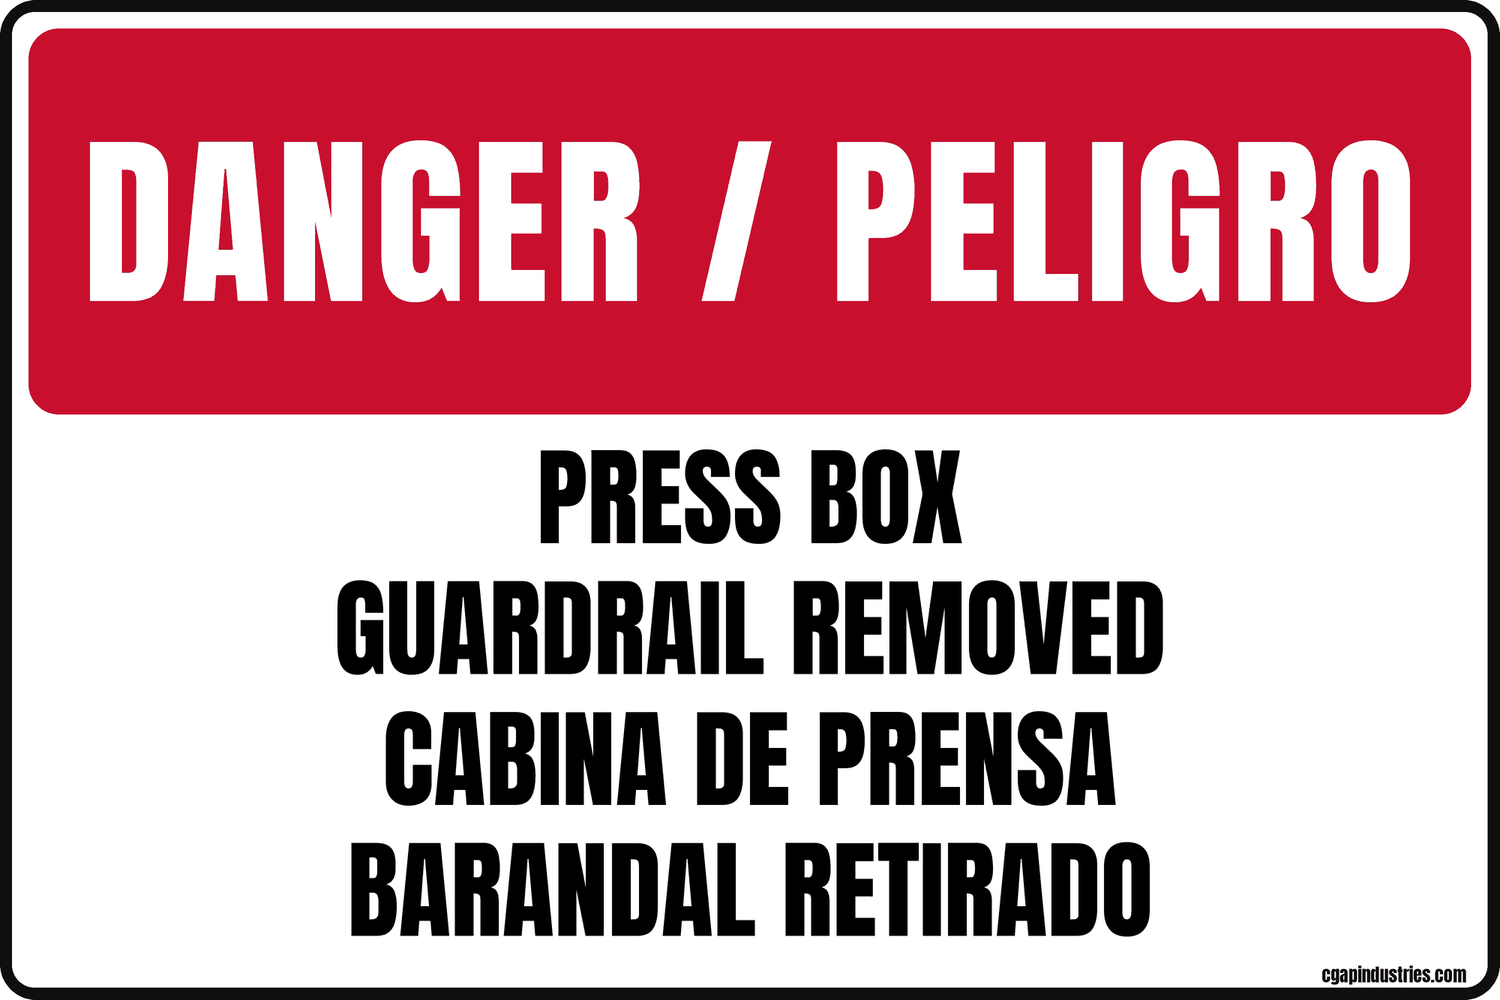 DANGER / PELIGRO
PRESS BOX
GUARDRAIL REMOVED
CABINA DE PRENSA
BARANDAL RETIRADO
cgapindustries.com